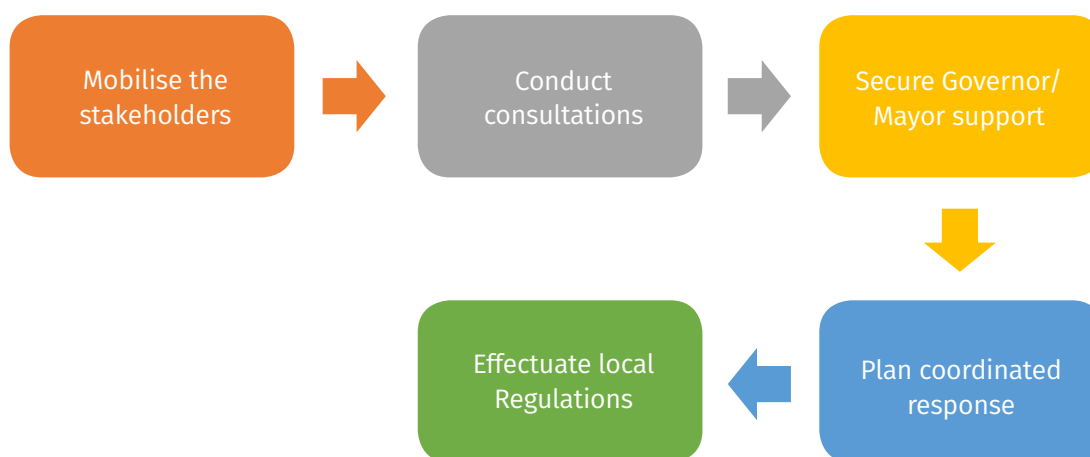 Mobilise the
stakeholders
Conduct
consultations
Secure Governor/
Mayor support
Plan coordinated
response
Effectuate local
Regulations